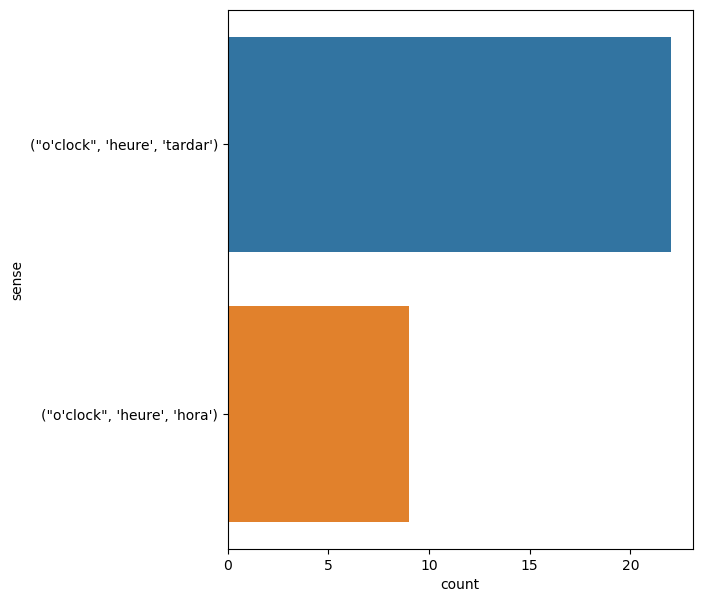 ("o'clock", 'heure', 'tardar')
("o'clock", 'heure', 'hora')
sense
0 5 10 15 20
count